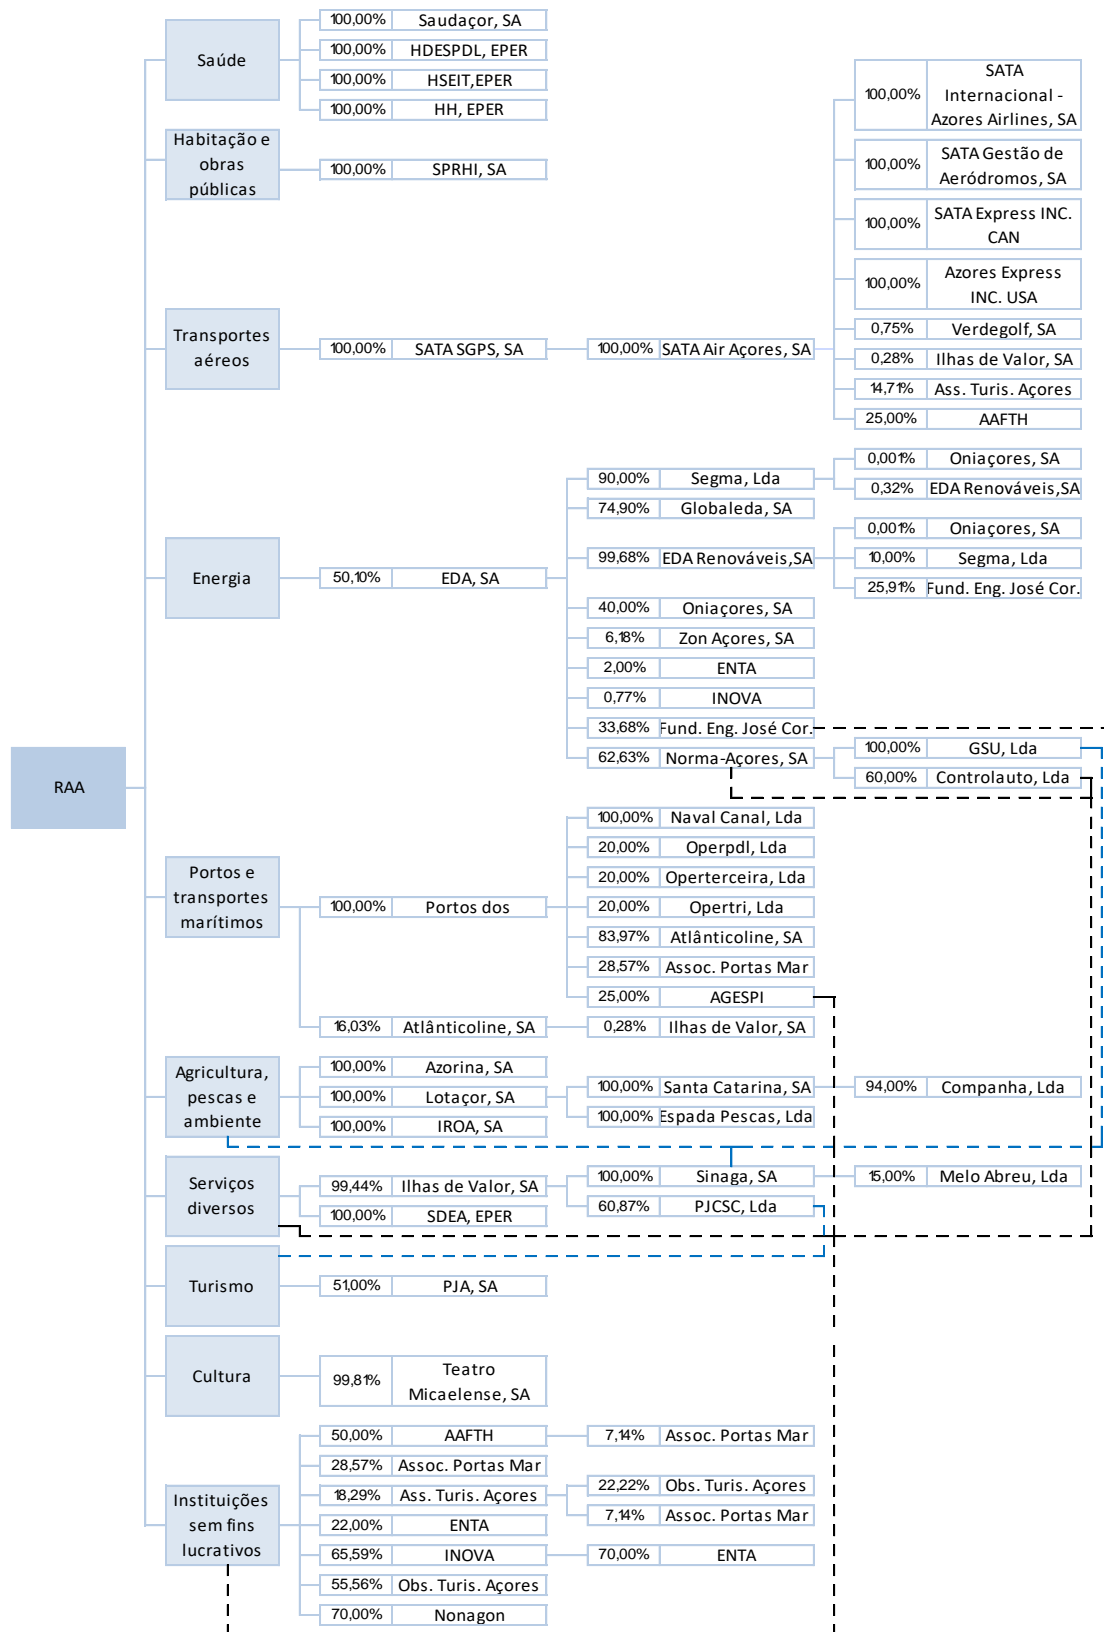 RAA
Saúde
100,00% Saudaçor, SA
100,00% HDESPDL, EPER
100,00% HSEIT,EPER
100,00% HH, EPER
Habitação e
obras
públicas
100,00% SPRHI, SA
Transportes
aéreos
100,00% SATA SGPS, SA
100,00% SATA Air Açores, SA
100,00% SATA
Internacional -
Azores Airlines, SA
100,00% SATA Gestão de
Aeródromos, SA
100,00% SATA Express INC.
CAN
100,00% Azores Express
INC. USA
0,75% Verdegolf, SA
0,28% Ilhas de Valor, SA
14,71% Ass. Turis. Açores
25,00% AAFTH
Energia
50,10% EDA, SA
90,00% Segma, Lda
0,001% Oniaçores, SA
0,32% EDA Renováveis,SA
74,90% Globaleda, SA
99,68% EDA Renováveis,SA
0,001% Oniaçores, SA
10,00% Segma, Lda
25,91% Fund. Eng. José Cor.
40,00% Oniaçores, SA
6,18% Zon Açores, SA
2,00% ENTA
0,77% INOVA
33,68% Fund. Eng. José Cor.
62,63% Norma-Açores, SA
100,00% GSU, Lda
60,00% Controlauto, Lda
Portos e
transportes
marítimos
100,00% Portos dos
100,00% Naval Canal, Lda
20,00% Operpdl, Lda
20,00% Operterceira, Lda
20,00% Opertri, Lda
83,97% Atlânticoline, SA
28,57% Assoc. Portas Mar
25,00% AGESPI
16,03% Atlânticoline, SA
0,28% Ilhas de Valor, SA
Agricultura,
pescas e
ambiente
100,00% Azorina, SA
100,00% Lotaçor, SA
100,00% Santa Catarina, SA
94,00% Companha, Lda
100,00% Espada Pescas, Lda
100,00% IROA, SA
Serviços
diversos
99,44% Ilhas de Valor, SA
100,00% Sinaga, SA
15,00% Melo Abreu, Lda
60,87% PJCSC, Lda
100,00% SDEA, EPER
Turismo
51,00% PJA, SA
Cultura
99,81% Teatro
Micaelense, SA
Instituições
sem fins
lucrativos
50,00% AAFTH
7,14% Assoc. Portas Mar
28,57% Assoc. Portas Mar
18,29% Ass. Turis. Açores
22,22% Obs. Turis. Açores
7,14% Assoc. Portas Mar
22,00% ENTA
65,59% INOVA
70,00% ENTA
55,56% Obs. Turis. Açores
70,00% Nonagon